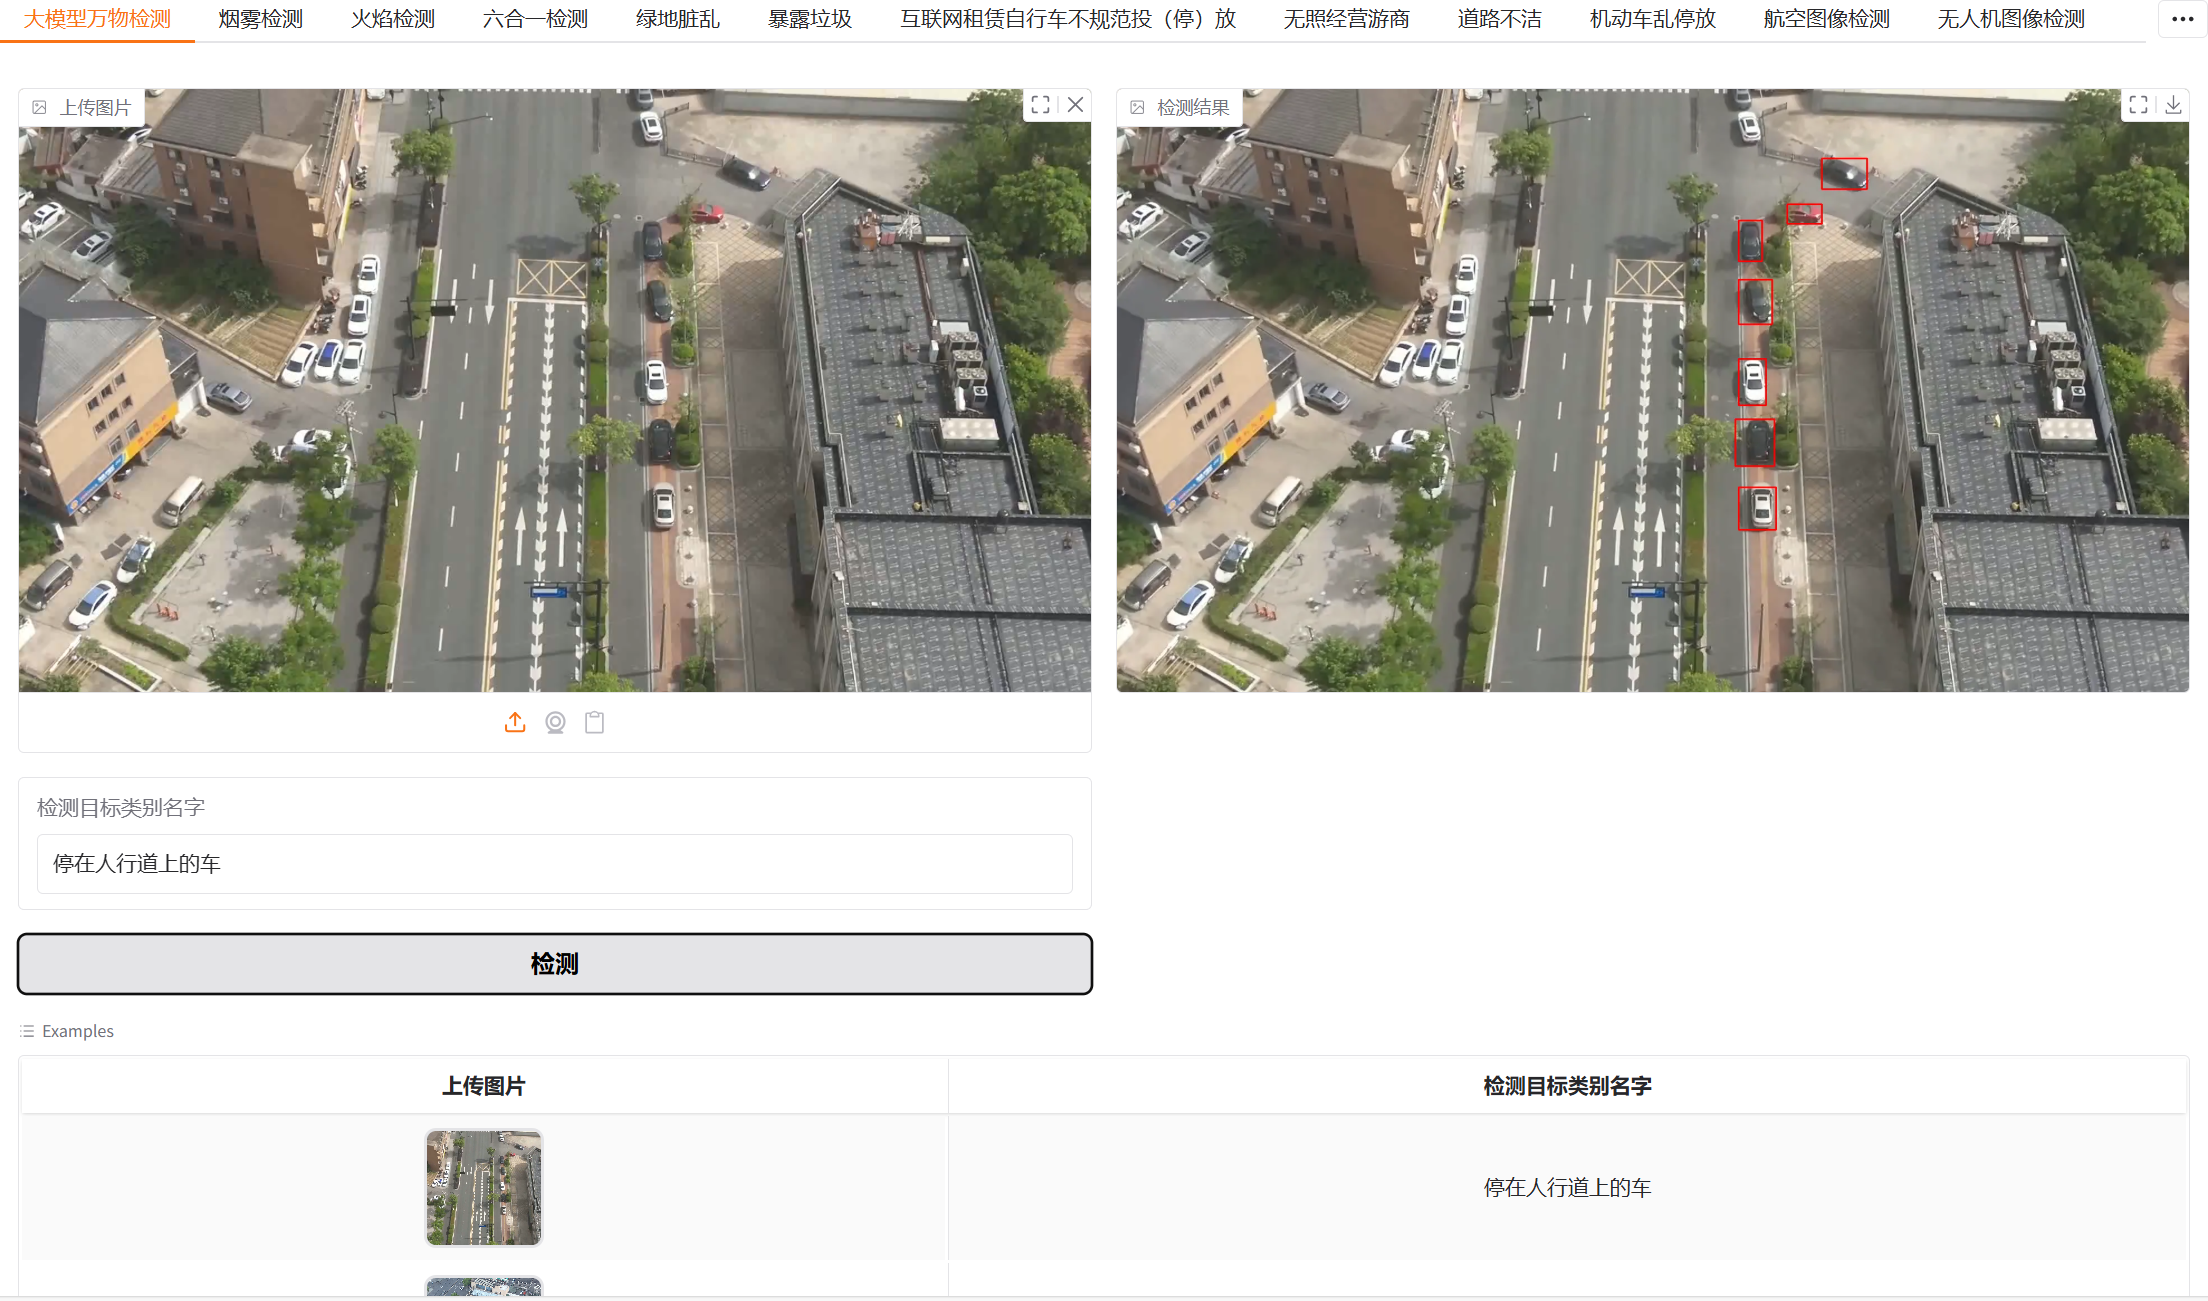 大模型万物检测 烟雾检测 火焰检测 六合一检测 绿地脏乱 暴露垃圾 互联网租赁自行车不规范投（停）放 无照经营游商 道路不洁 机动车乱停放 航空图像检测 无人机图像检测
上传图片
检测结果
检测目标类别名字
停在人行道上的车
检测
Examples
上传图片 检测目标类别名字
停在人行道上的车